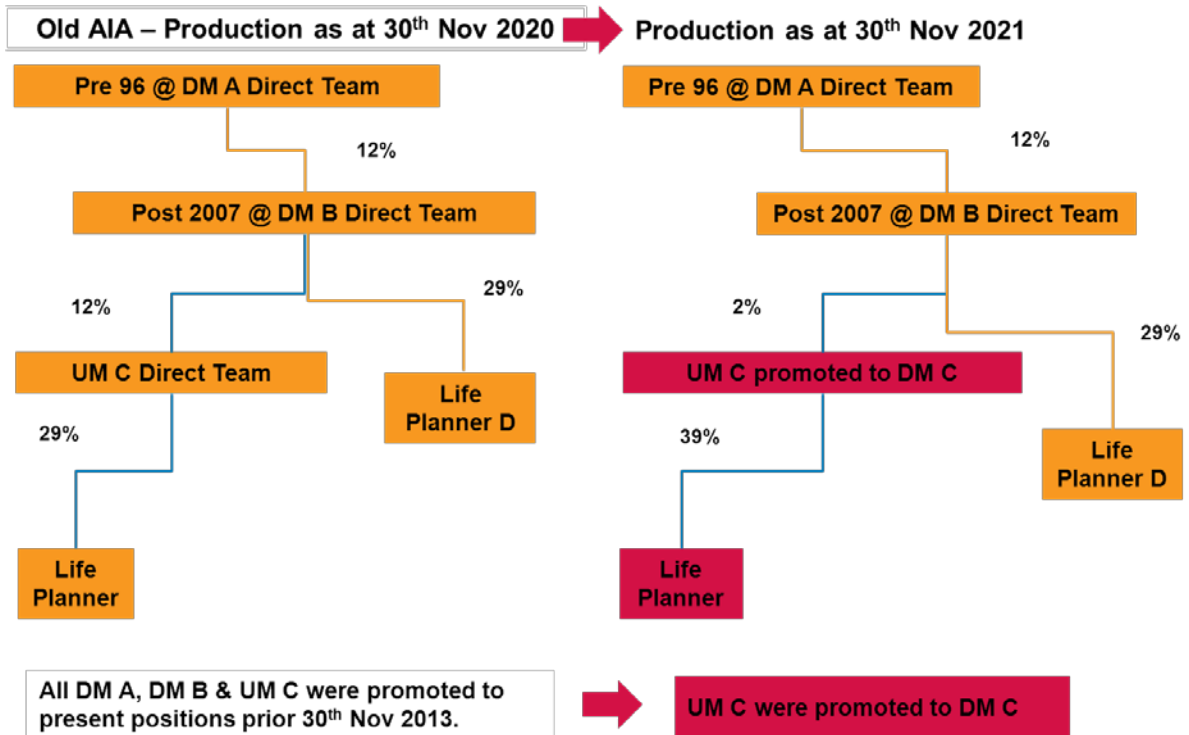 Old AIA – Production as at 30th Nov 2020
Production as at 30th Nov 2021
Pre 96 @ DM A Direct Team
12%
Post 2007 @ DM B Direct Team
12%
29%
UM C Direct Team
Life
Planner D
29%
Life
Planner
Pre 96 @ DM A Direct Team
12%
Post 2007 @ DM B Direct Team
2%
29%
UM C promoted to DM C
39%
Life
Planner D
Life
Planner
All DM A, DM B & UM C were promoted to
present positions prior 30th Nov 2013.
UM C were promoted to DM C